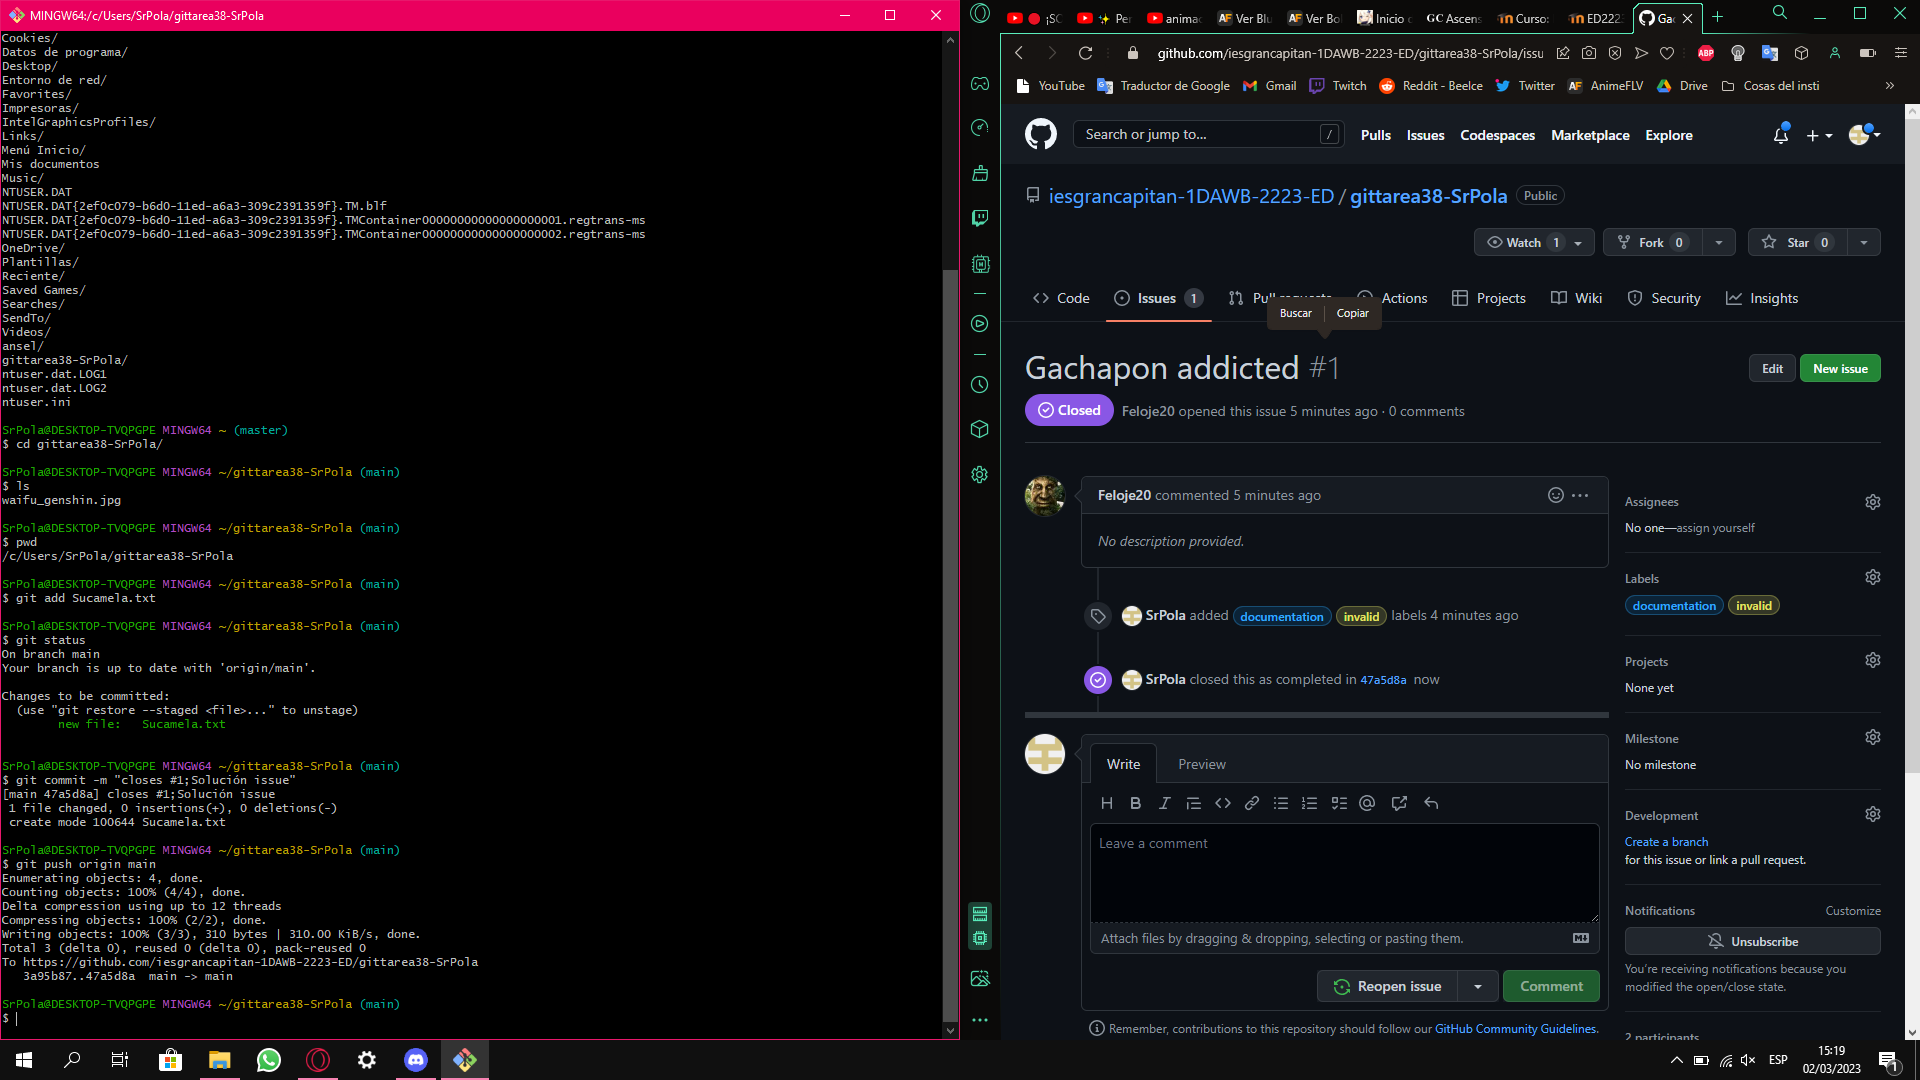 MINGW64:/c/Users/SrPola/gittarea38-SrPola
Cookies/
Datos de programa/
Desktop/
Entorno de red/
Favorites/
Impresoras/
IntelGraphicsProfiles/
Links/
Menú Inicio/
Mis documentos
Music/
NTUSER.DAT
NTUSER.DAT{2ef0c079-b6d0-11ed-a6a3-309c2391359f}.TM.blf
NTUSER.DAT{2ef0c079-b6d0-11ed-a6a3-309c2391359f}.TMContainer00000000000000000001.regtrans-ms
NTUSER.DAT{2ef0c079-b6d0-11ed-a6a3-309c2391359f}.TMContainer00000000000000000002.regtrans-ms
OneDrive/
Plantillas/
Reciente/
Saved Games/
Searches/
SendTo/
Videos/
ansel/
gittarea38-SrPola/
ntuser.dat.LOG1
ntuser.dat.LOG2
ntuser.ini
SrPola@DESKTOP-TVQPGPE MINGW64 ~ (master)
$ cd gittarea38-SrPola/
SrPola@DESKTOP-TVQPGPE MINGW64 ~/gittarea38-SrPola (main)
$ ls
waifu_genshin.jpg
SrPola@DESKTOP-TVQPGPE MINGW64 ~/gittarea38-SrPola (main)
$ pwd
/c/Users/SrPola/gittarea38-SrPola
SrPola@DESKTOP-TVQPGPE MINGW64 ~/gittarea38-SrPola (main)
$ git add Sucamela.txt
SrPola@DESKTOP-TVQPGPE MINGW64 ~/gittarea38-SrPola (main)
$ git status
On branch main
Your branch is up to date with 'origin/main'.
Changes to be committed:
(use "git restore --staged <file>..." to unstage)
new file:   Sucamela.txt
SrPola@DESKTOP-TVQPGPE MINGW64 ~/gittarea38-SrPola (main)
$ git commit -m "closes #1;Solución issue"
[main 47a5d8a] closes #1;Solución issue
1 file changed, 0 insertions(+), 0 deletions(-)
create mode 100644 Sucamela.txt
SrPola@DESKTOP-TVQPGPE MINGW64 ~/gittarea38-SrPola (main)
$ git push origin main
Enumerating objects: 4, done.
Counting objects: 100% (4/4), done.
Delta compression using up to 12 threads
Compressing objects: 100% (2/2), done.
Writing objects: 100% (3/3), 310 bytes | 310.00 KiB/s, done.
Total 3 (delta 0), reused 0 (delta 0), pack-reused 0
To https://github.com/iesgrancapitan-1DAWB-2223-ED/gittarea38-SrPola
3a95b87..47a5d8a  main -> main
SrPola@DESKTOP-TVQPGPE MINGW64 ~/gittarea38-SrPola (main)
$
¡SC Pe animac AF Ver Blu AF Ver Bo Inicio GC Ascens Curso: ED222 Ga
github.com/iesgrancapitan-1DAWB-2223-ED/gittarea38-SrPola/issu ABP
YouTube Traductor de Google Gmail Twitch Reddit - Beelce Twitter AF AnimeFLV Drive Cosas del insti »
Search or jump to... / Pulls Issues Codespaces Marketplace Explore
iesgrancapitan-1DAWB-2223-ED / gittarea38-SrPola Public
Watch 1 Fork 0 Star 0
Code Issues 1 Pull requests Actions Projects Wiki Security Insights
Buscar Copiar
Gachapon addicted #1
Edit New issue
Closed Feloje20 opened this issue 5 minutes ago · 0 comments
Feloje20 commented 5 minutes ago
No description provided.
SrPola added documentation invalid labels 4 minutes ago
SrPola closed this as completed in 47a5d8a now
Write Preview
Leave a comment
Attach files by dragging & dropping, selecting or pasting them.
Reopen issue Comment
Remember, contributions to this repository should follow our GitHub Community Guidelines.
Assignees
No one—assign yourself
Labels
documentation invalid
Projects
None yet
Milestone
No milestone
Development
Create a branch
for this issue or link a pull request.
Notifications Customize
Unsubscribe
You're receiving notifications because you
modified the open/close state.
2 participants
ESP
15:19
02/03/2023
1